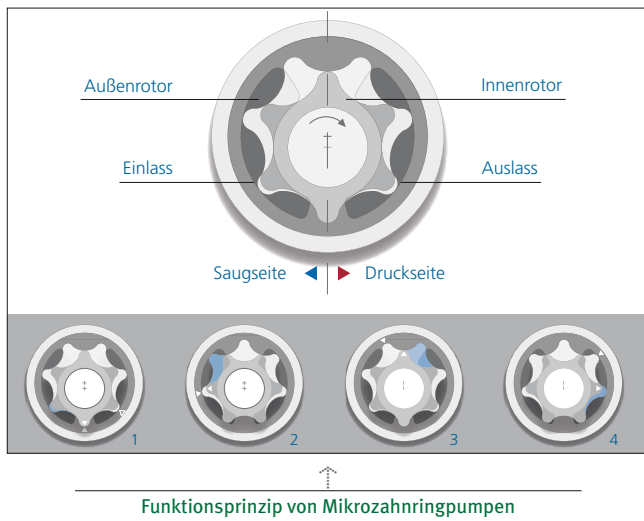 Außenrotor
Innenrotor
Einlass
Auslass
Saugseite
Druckseite
1
2
3
4
Funktionsprinzip von Mikrozahnringpumpen